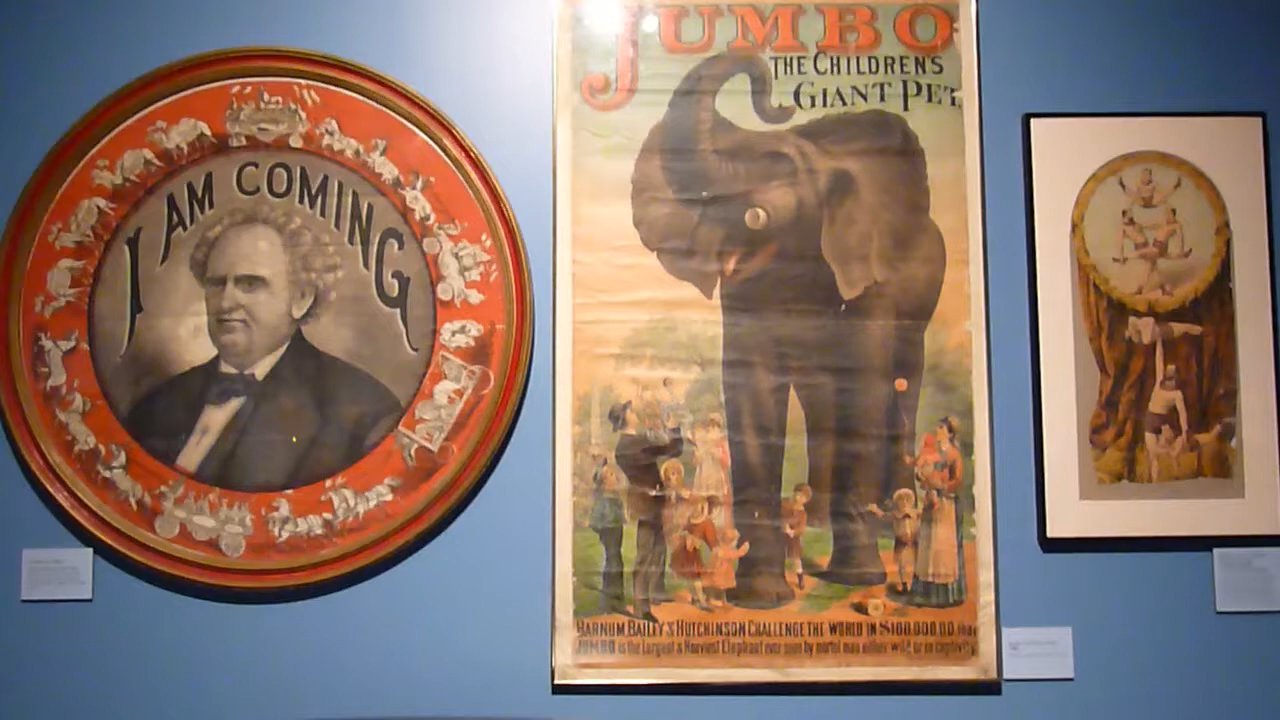 I AM COMING
JUMBO
THE CHILDREN'S
GIANT PET,
BARNUM, BAILEY & HUTCHINSON CHALLENGE THE WORLD IN $100,000.00 that
JUMBO is the Largest & Heaviest Elephant ever seen by mortal man either wild or in captivity